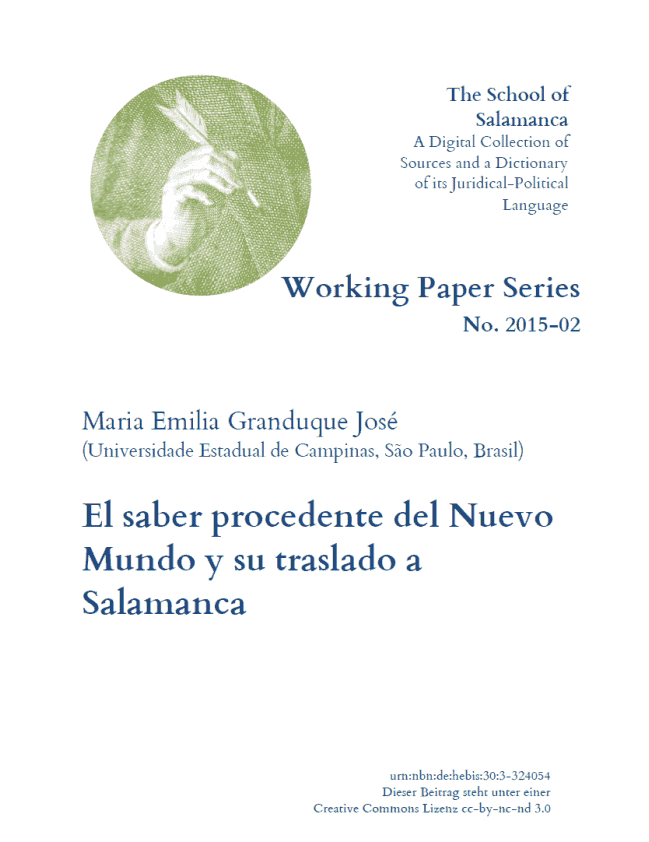 The School of
Salamanca
A Digital Collection of
Sources and a Dictionary
of its Juridical-Political
Language
Working Paper Series
No. 2015-02
Maria Emilia Granduque José
(Universidade Estadual de Campinas, São Paulo, Brasil)
El saber procedente del Nuevo
Mundo y su traslado a
Salamanca
urn:nbn:de:hebis:30:3-324054
Dieser Beitrag steht unter einer
Creative Commons Lizenz cc-by-nc-nd 3.0